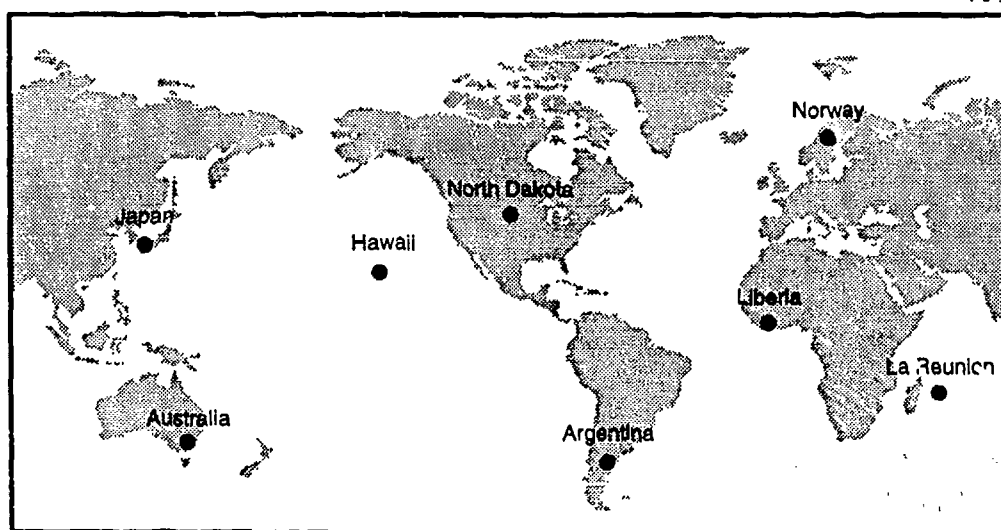 Norway
North Dakota
Japan
Hawaii
Liberia
La Reunion
Australia
Argentina